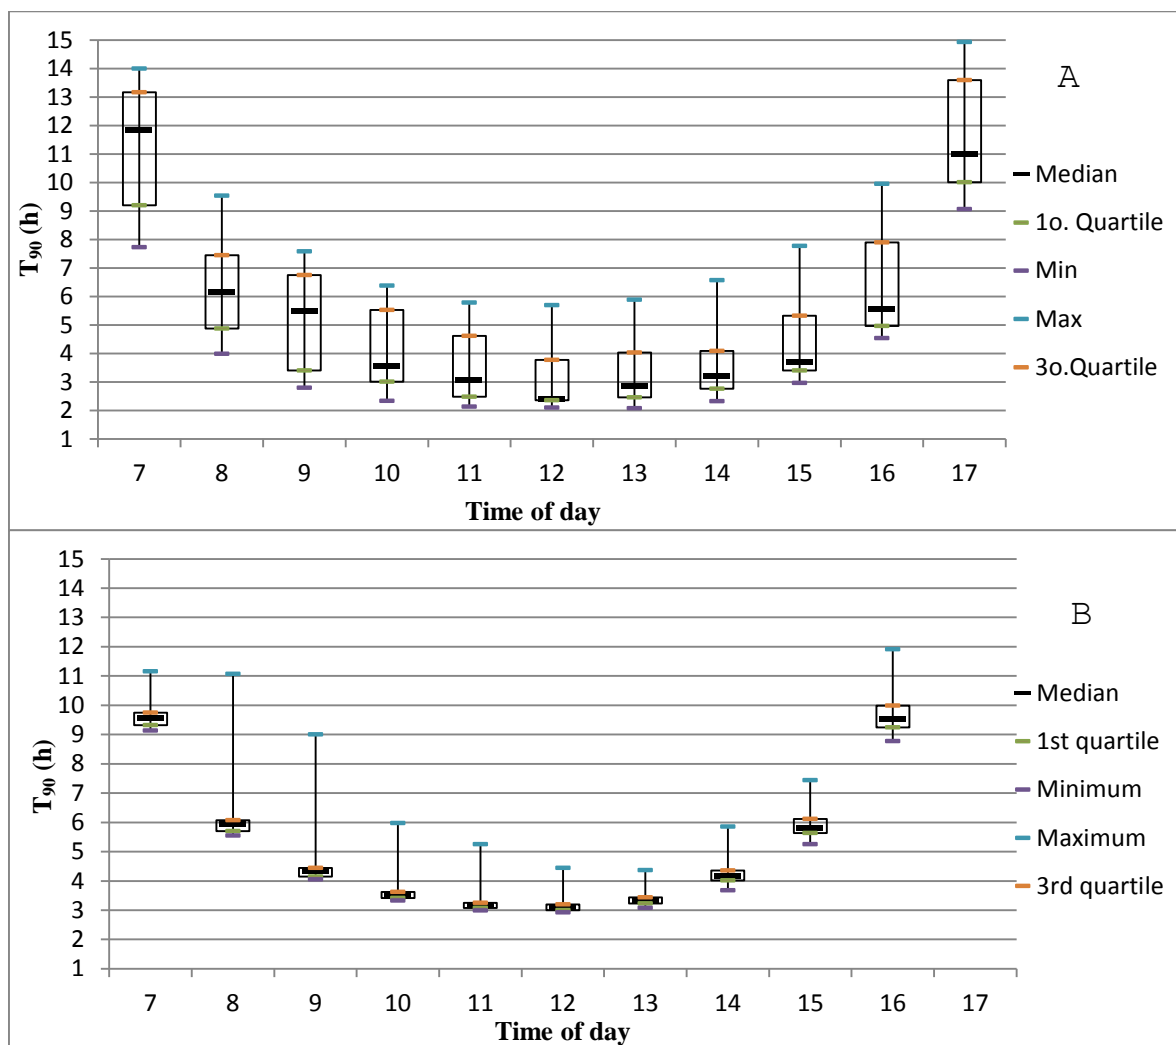 15
14
13
12
11
10
9
8
7
6
5
4
3
2
1
T90 (h)
7 8 9 10 11 12 13 14 15 16 17
Time of day
A
Median
1o. Quartile
Min
Max
3o.Quartile
15
14
13
12
11
10
9
8
7
6
5
4
3
2
1
T90 (h)
7 8 9 10 11 12 13 14 15 16 17
Time of day
B
Median
1st quartile
Minimum
Maximum
3rd quartile